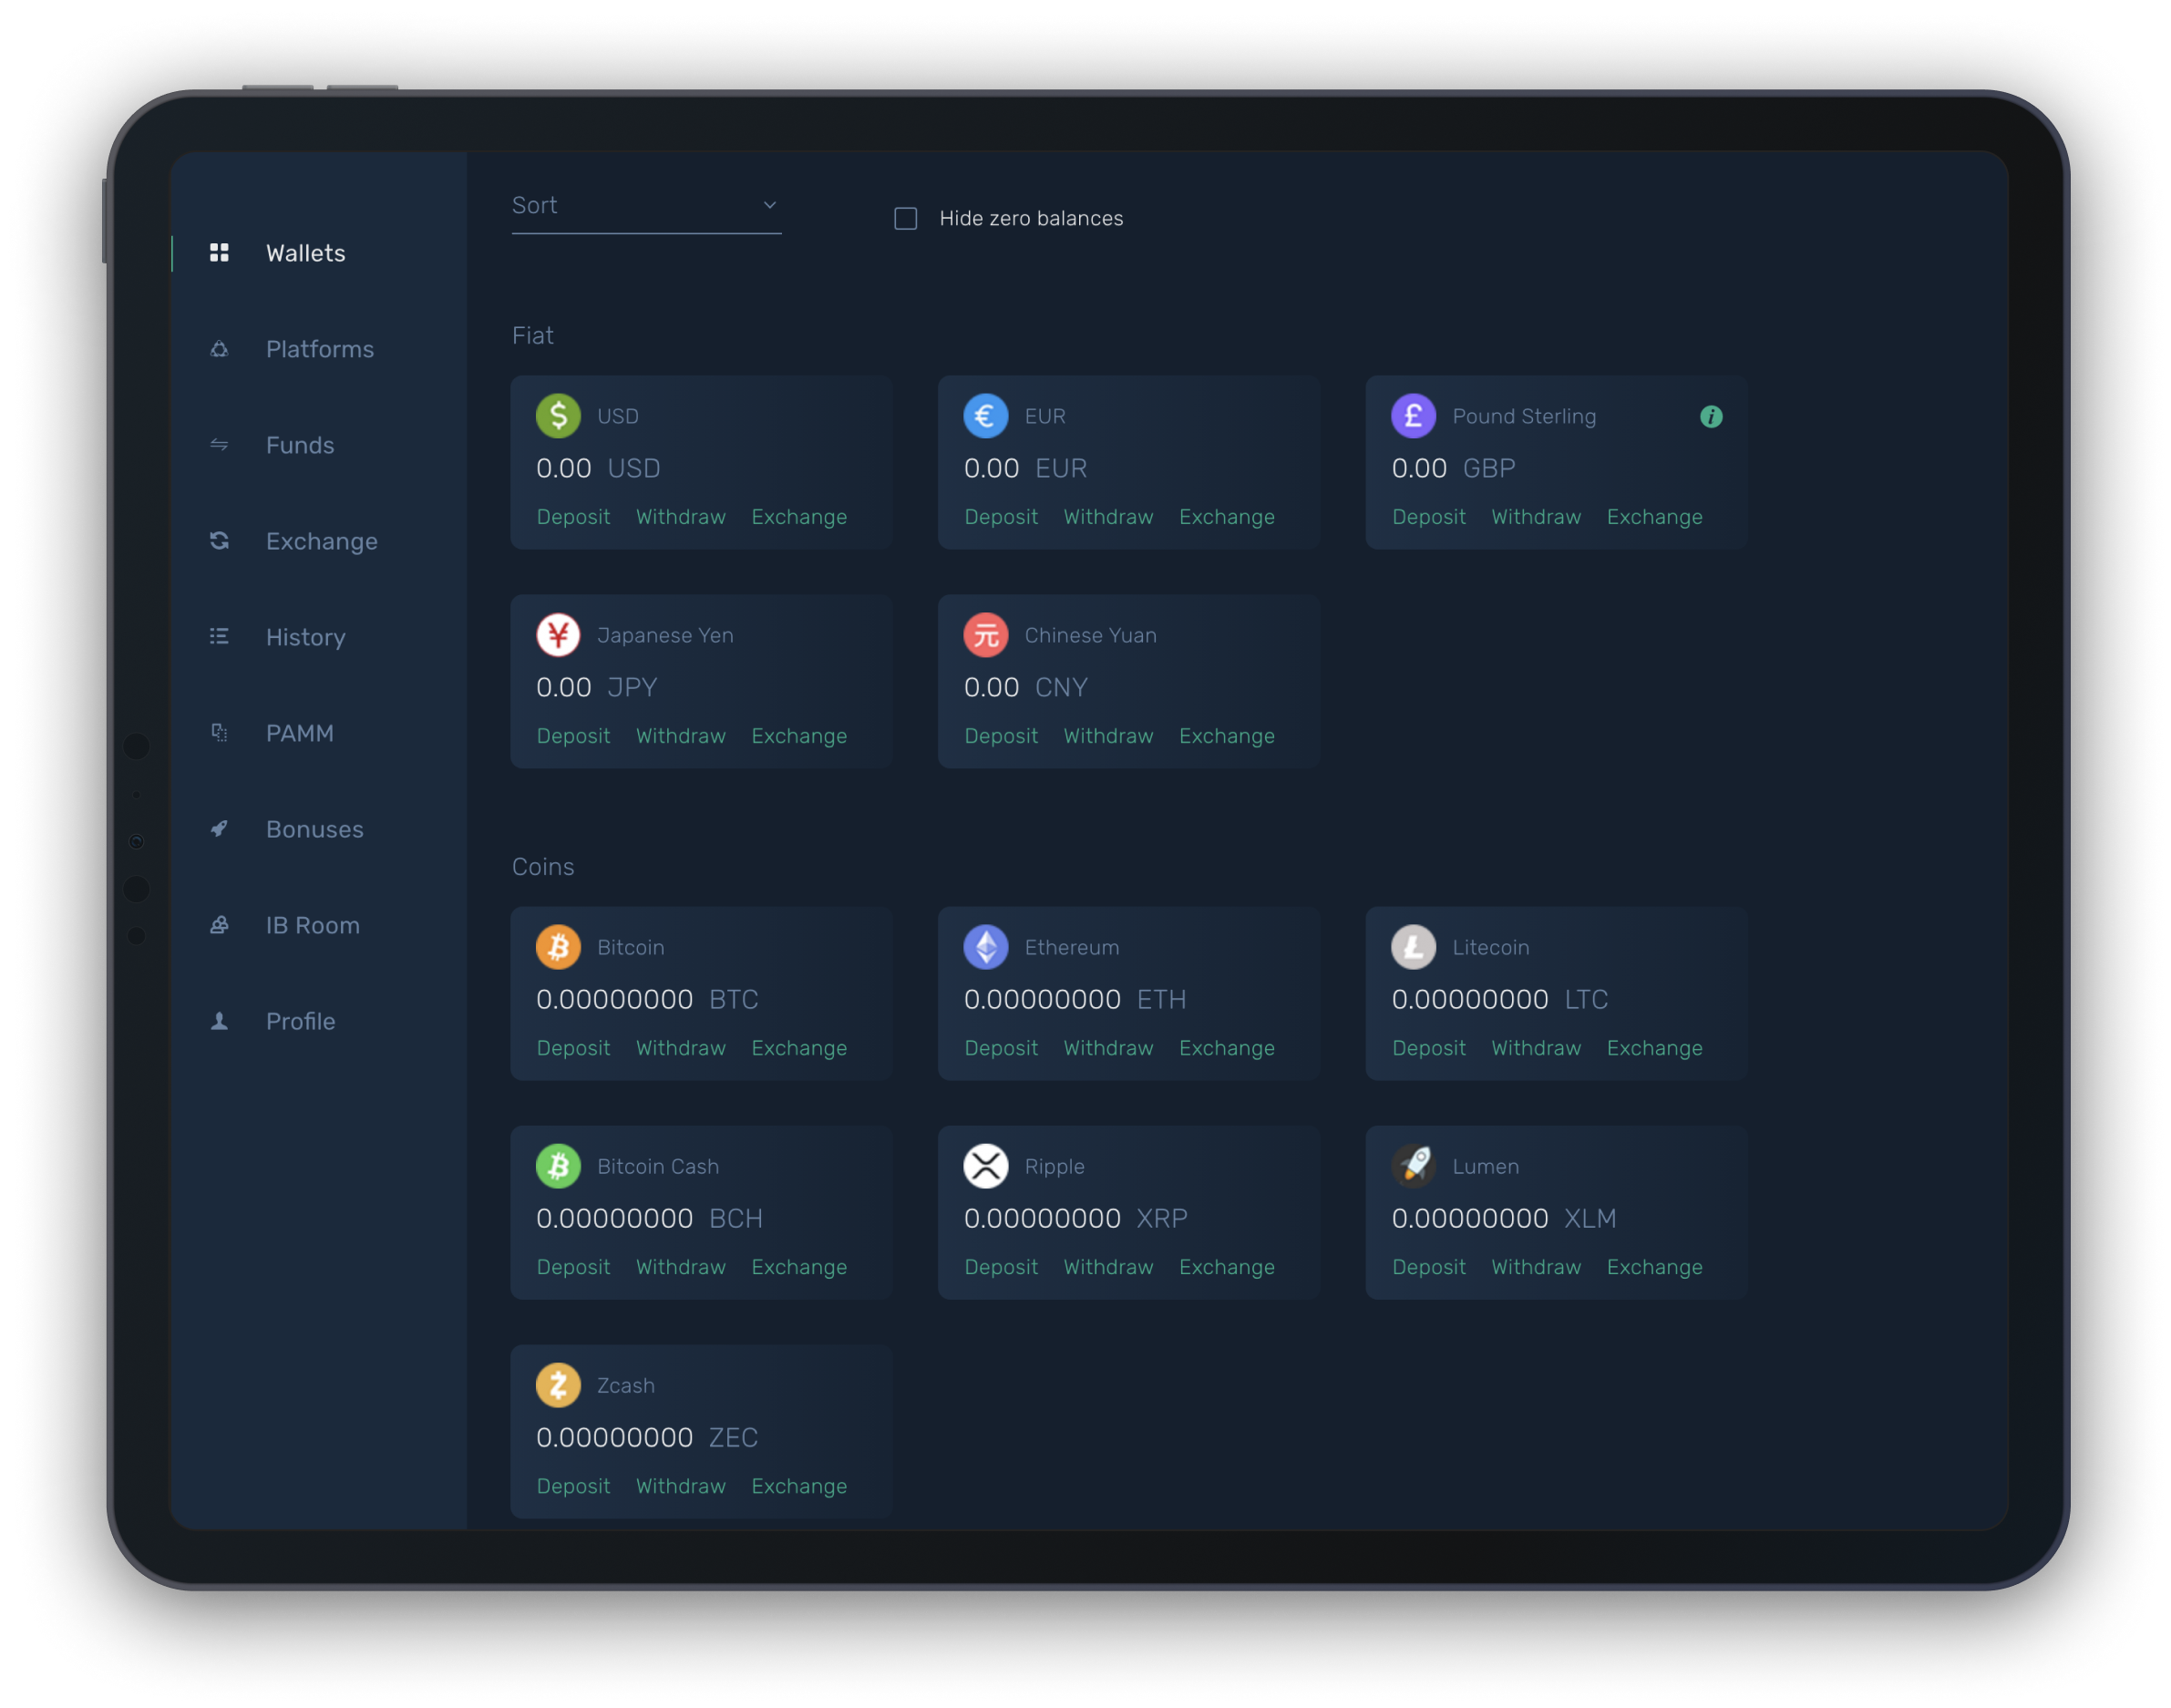 Wallets
Platforms
Funds
Exchange
History
PAMM
Bonuses
IB Room
Profile
Sort
Hide zero balances
Fiat
USD
0.00 USD
Deposit Withdraw Exchange
EUR
0.00 EUR
Deposit Withdraw Exchange
Pound Sterling
0.00 GBP
Deposit Withdraw Exchange
Japanese Yen
0.00 JPY
Deposit Withdraw Exchange
Chinese Yuan
0.00 CNY
Deposit Withdraw Exchange
Coins
Bitcoin
0.00000000 BTC
Deposit Withdraw Exchange
Ethereum
0.00000000 ETH
Deposit Withdraw Exchange
Litecoin
0.00000000 LTC
Deposit Withdraw Exchange
Bitcoin Cash
0.00000000 BCH
Deposit Withdraw Exchange
Ripple
0.00000000 XRP
Deposit Withdraw Exchange
Lumen
0.00000000 XLM
Deposit Withdraw Exchange
Zcash
0.00000000 ZEC
Deposit Withdraw Exchange